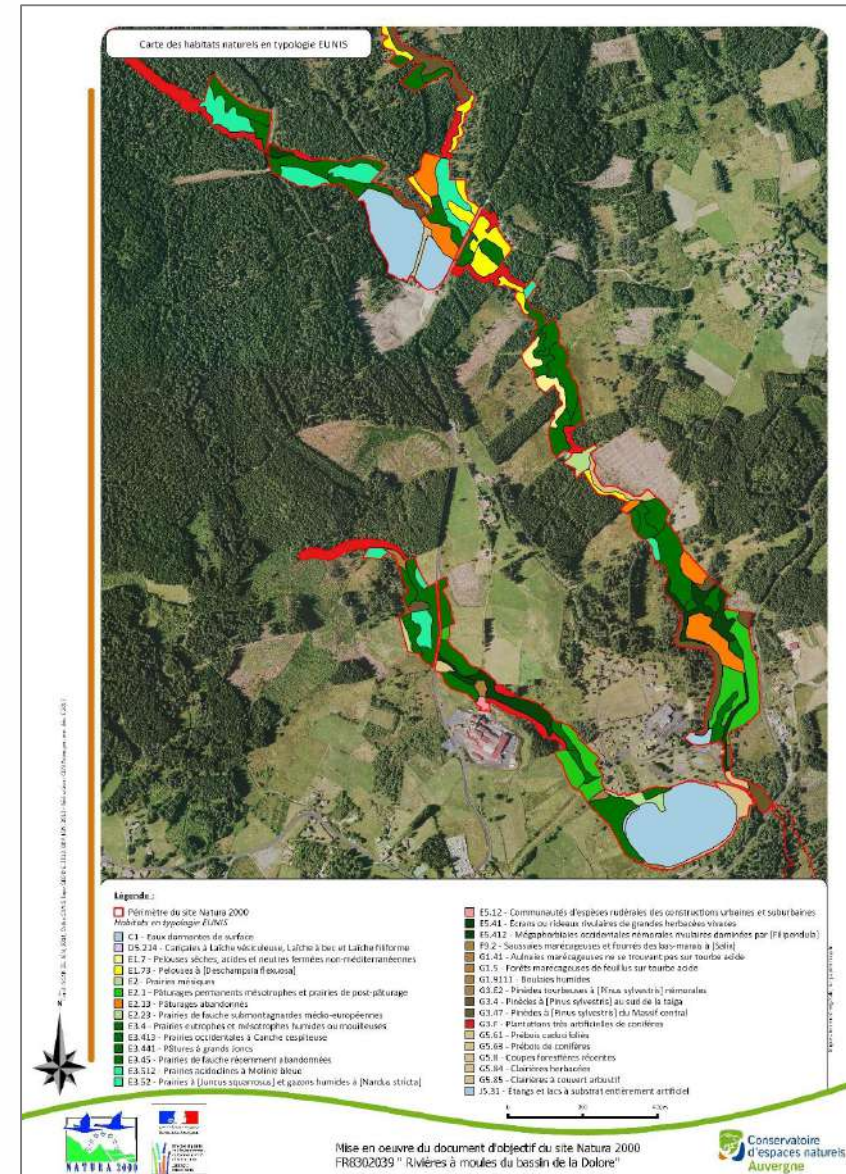 Carte des habitats naturels en typologie EUNIS
Légende :
Périmètre du site Natura 2000
Habitats en typologie EUNIS
C1 - Eaux dormantes de surface
D5.214 - Cariçaies à Laîche vésiculeuse, Laîche à bec et Laîche filiforme
E1.7 - Pelouses sèches, acides et neutres fermées non-méditerranéennes
E1.73 - Pelouses à [Deschampsia flexuosa]
E2 - Prairies mésiques
E2.1 - Pâturages permanents mésotrophes et prairies de post-pâturage
E2.13 - Pâturages abandonnés
E2.23 - Prairies de fauche submontagnardes médio-européennes
E3.4 - Prairies eutrophes et mésotrophes humides ou mouilleuses
E3.413 - Prairies occidentales à Canche cespiteuse
E3.441 - Pâtures à grands Joncs
E3.45 - Prairies de fauche récemment abandonnées
E3.512 - Prairies acidoclines à Molinie bleue
E3.52 - Prairies à [Juncus squarrosus] et gazons humides à [Nardus stricta]
E5.12 - Communautés d'espèces rudérales des constructions urbaines et suburbaines
E5.41 - Écrans ou rideaux rivulaires de grandes herbacées vivaces
E5.412 - Mégaphorbiaies occidentales némorales rivulaires dominées par [Filipendula]
F9.2 - Saussaies marécageuses et fourrés des bas-marais à [Salix]
G1.41 - Aulnaies marécageuses ne se trouvant pas sur tourbe acide
G1.5 - Forêts marécageuses de feuillus sur tourbe acide
G1.9111 - Boulaies humides
G3.E2 - Pinèdes tourbeuses à [Pinus sylvestris] némorales
G3.4 - Pinèdes à [Pinus sylvestris] au sud de la taïga
G3.47 - Pinèdes à [Pinus sylvestris] du Massif central
G3.F - Plantations très artificielles de conifères
G5.61 - Prébois caducifoliés
G5.63 - Prébois de conifères
G5.8 - Coupes forestières récentes
G5.84 - Clairières herbacées
G5.85 - Clairières à couvert arbustif
J5.31 - Étangs et lacs à substrat entièrement artificiel
N
0
NATURA 2000
Mise en oeuvre du document d'objectif du site Natura 2000
FR8302039 " Rivières à moules du bassin de la Dolore"
Conservatoire
d'espaces naturels
Auvergne